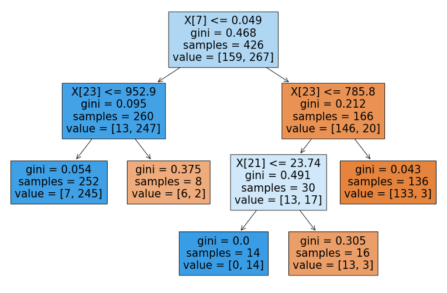 X[7] <= 0.049
gini = 0.468
samples = 426
value = [159, 267]
X[23] <= 952.9
gini = 0.095
samples = 260
value = [13, 247]
X[23] <= 785.8
gini = 0.212
samples = 166
value = [146, 20]
gini = 0.054
samples = 252
value = [7, 245]
gini = 0.375
samples = 8
value = [6, 2]
X[21] <= 23.74
gini = 0.491
samples = 30
value = [13, 17]
gini = 0.043
samples = 136
value = [133, 3]
gini = 0.0
samples = 14
value = [0, 14]
gini = 0.305
samples = 16
value = [13, 3]